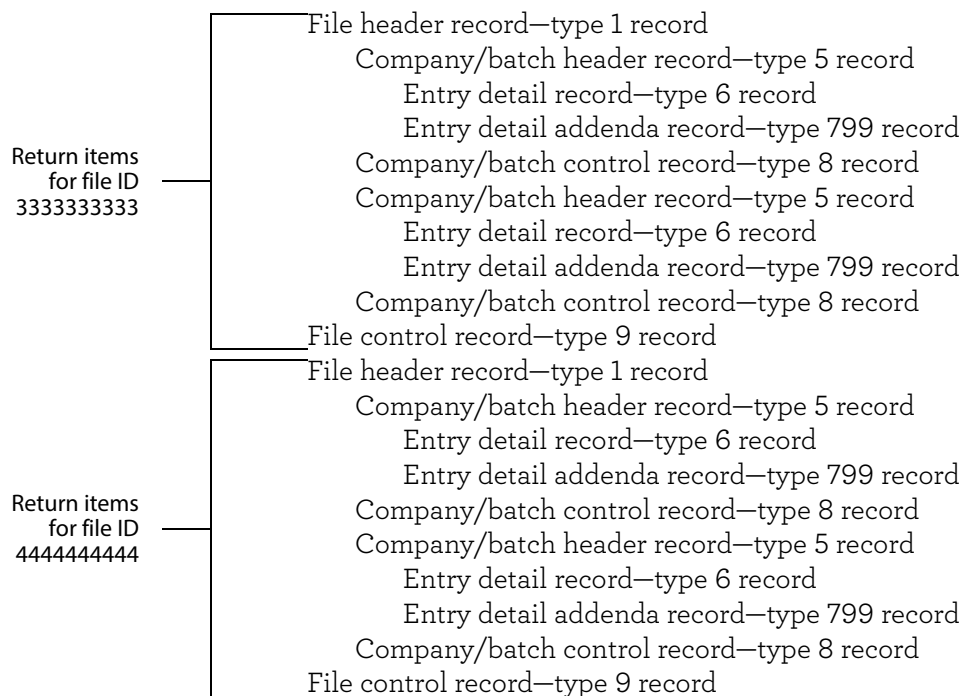 File header record—type 1 record
Company/batch header record—type 5 record
Entry detail record—type 6 record
Entry detail addenda record—type 799 record
Return items
for file ID
3333333333
Company/batch control record—type 8 record
Company/batch header record—type 5 record
Entry detail record—type 6 record
Entry detail addenda record—type 799 record
Company/batch control record—type 8 record
File control record—type 9 record
File header record—type 1 record
Company/batch header record—type 5 record
Entry detail record—type 6 record
Entry detail addenda record—type 799 record
Return items
for file ID
4444444444
Company/batch control record—type 8 record
Company/batch header record—type 5 record
Entry detail record—type 6 record
Entry detail addenda record—type 799 record
Company/batch control record—type 8 record
File control record—type 9 record